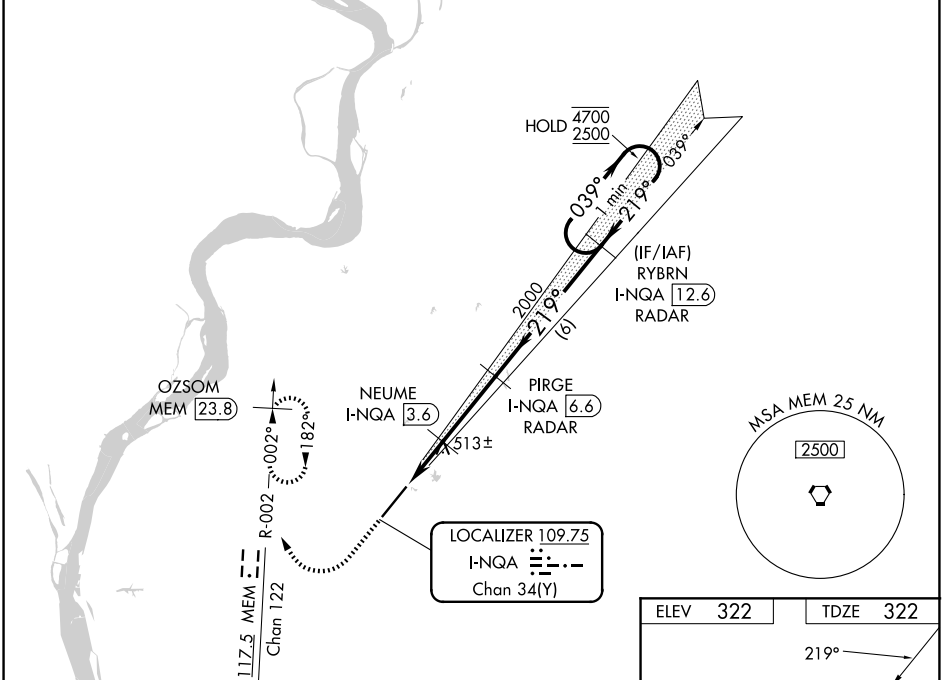 HOLD 4700
2500
039°
039°
1 min
219°
(IF/IAF)
RYBRN
I-NQA 12.6
RADAR
2000
219°
(6)
OZSOM
MEM 23.8
NEUME
I-NQA 3.6
PIRGE
I-NQA 6.6
RADAR
513±
002°
182°
R-002
117.5 MEM
Chan 122
LOCALIZER 109.75
I-NQA
Chan 34(Y)
MSA MEM 25 NM
2500
ELEV 322
TDZE 322
219°